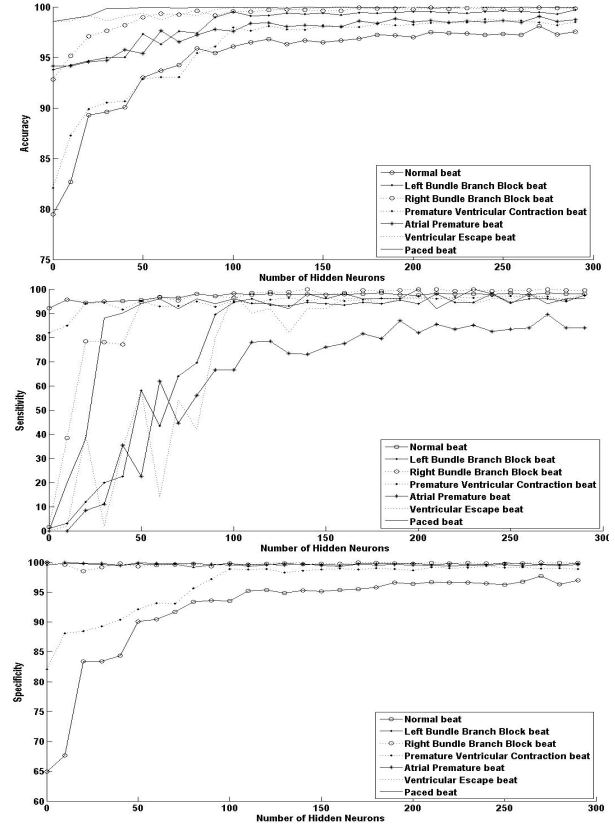 100
95
90
85
80
75
Accuracy
Normal beat
Left Bundle Branch Block beat
Right Bundle Branch Block beat
Premature Ventricular Contraction beat
Atrial Premature beat
Ventricular Escape beat
Paced beat
0 50 100 150 200 250 300
Number of Hidden Neurons
100
90
80
70
60
50
40
30
20
10
0
Sensitivity
Normal beat
Left Bundle Branch Block beat
Right Bundle Branch Block beat
Premature Ventricular Contraction beat
Atrial Premature beat
Ventricular Escape beat
Paced beat
0 50 100 150 200 250 300
Number of Hidden Neurons
100
95
90
85
80
75
70
65
60
Specificity
Normal beat
Left Bundle Branch Block beat
Right Bundle Branch Block beat
Premature Ventricular Contraction beat
Atrial Premature beat
Ventricular Escape beat
Paced beat
0 50 100 150 200 250 300
Number of Hidden Neurons